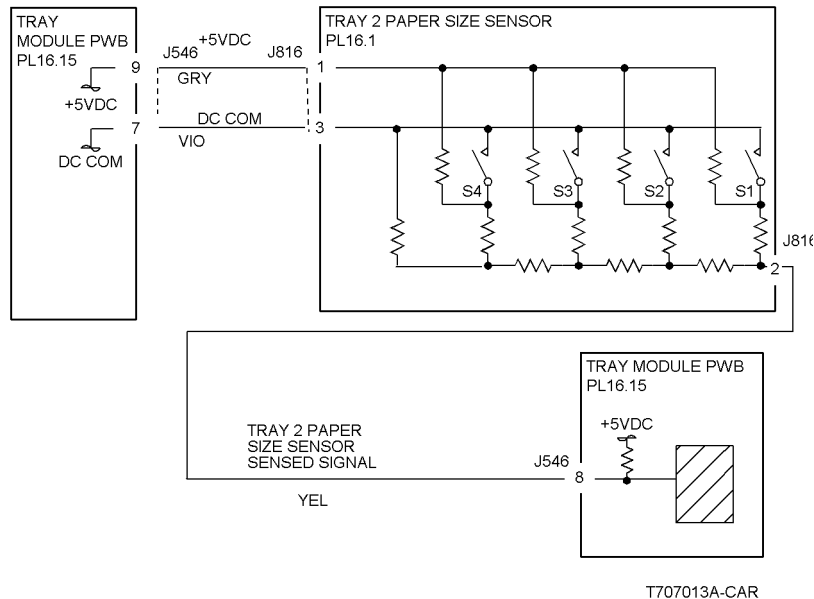 TRAY
MODULE PWB
PL16.15
9
+5VDC
7
DC COM
J546
+5VDC
J816
GRY
DC COM
VIO
TRAY 2 PAPER SIZE SENSOR
PL16.1
1
3
S4
S3
S2
S1
J816
2
TRAY 2 PAPER
SIZE SENSOR
SENSED SIGNAL
YEL
J546
8
TRAY MODULE PWB
PL16.15
+5VDC
T707013A-CAR